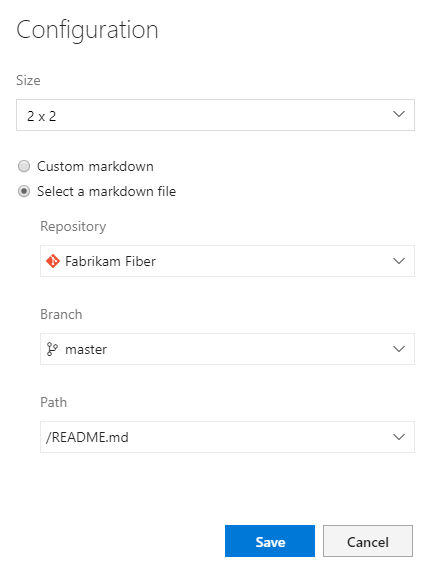 Configuration
Size
2 x 2
Custom markdown
Select a markdown file
Repository
Fabrikam Fiber
Branch
master
Path
/README.md
Save Cancel